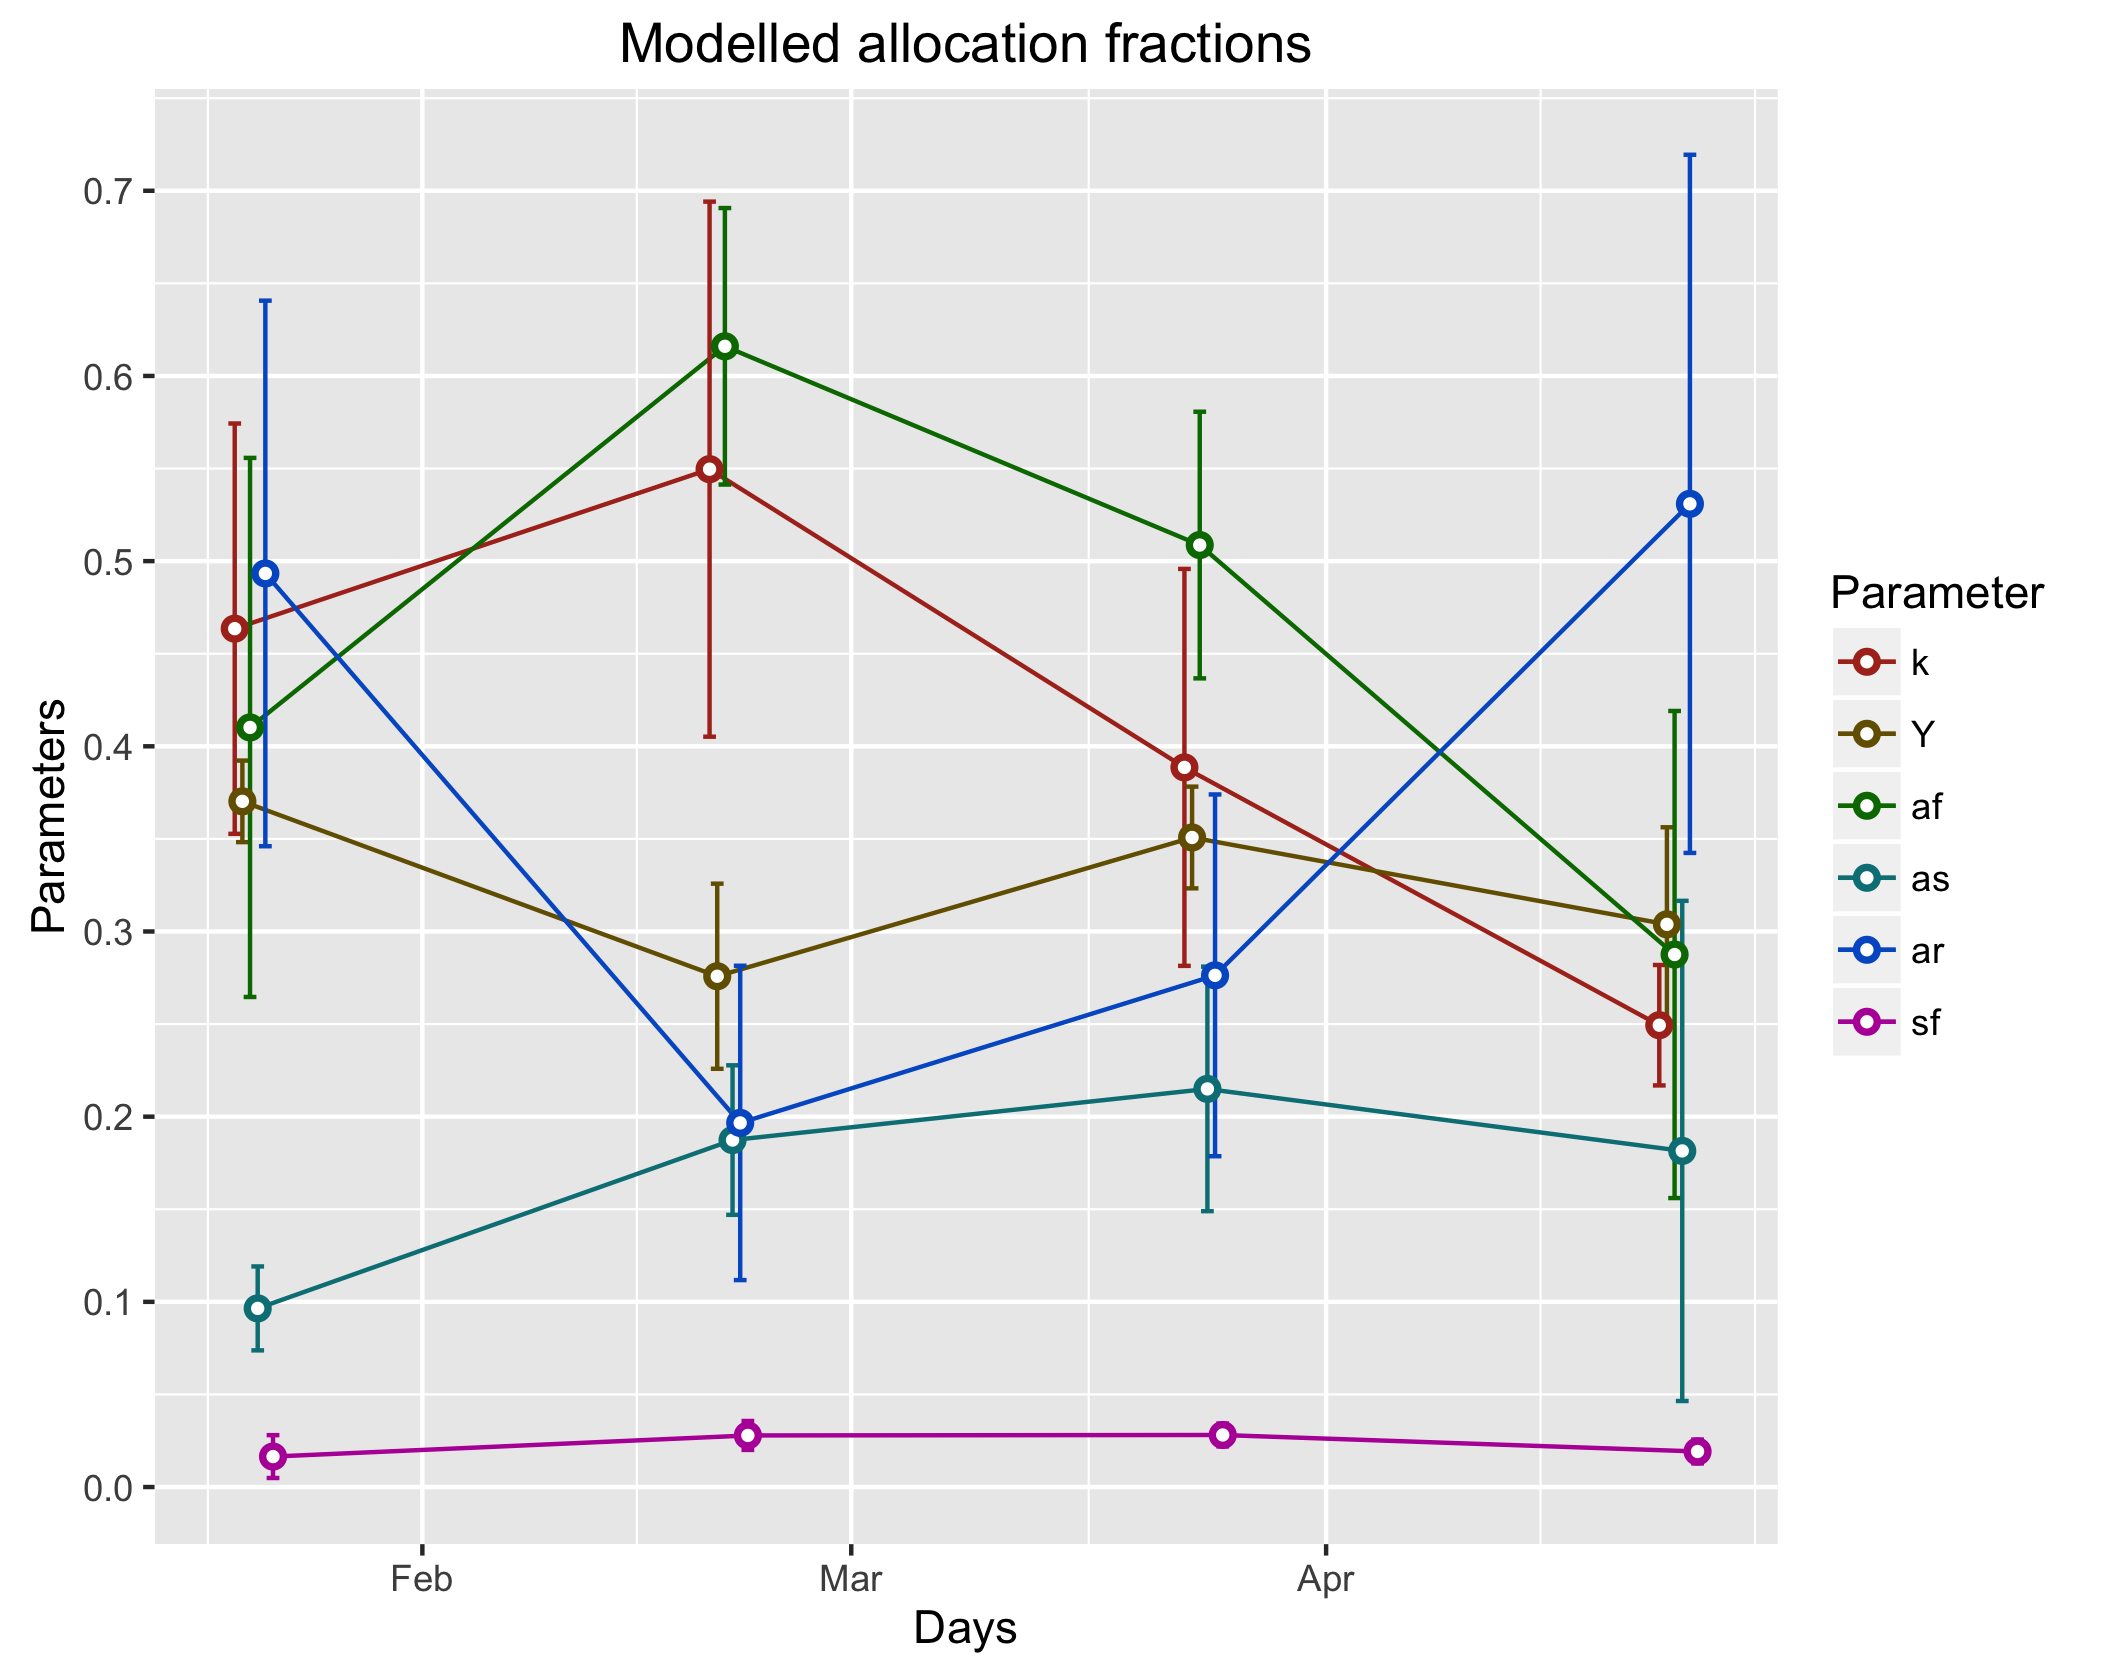 Modelled allocation fractions
Parameters
0.7
0.6
0.5
0.4
0.3
0.2
0.1
0.0
Feb Mar Apr
Days
Parameter
k
Y
af
as
ar
sf